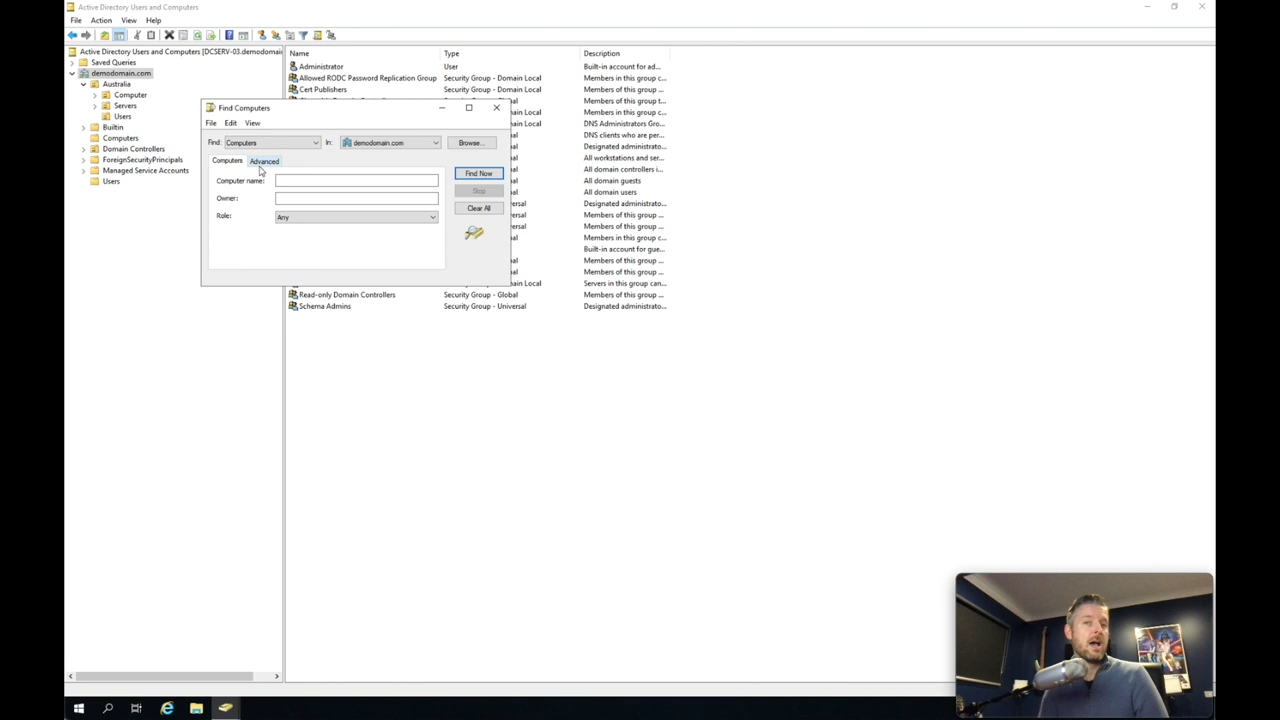 Active Directory Users and Computers
File Action View Help
Active Directory Users and Computers [DCSERV-03.demodomain
Saved Queries
demodomain.com
Australia
Computer
Servers
Users
Builtin
Computers
Domain Controllers
ForeignSecurityPrincipals
Managed Service Accounts
Users
Name Type Description
Administrator User Built-in account for ad...
Allowed RODC Password Replication Group Security Group - Domain Local Members in this group c...
Cert Publishers Security Group - Domain Local Members of this group ...
Members of this group t...
main Local Members in this group c...
main Local DNS Administrators Gro...
DNS clients who are per...
Designated administrato...
All workstations and ser...
All domain controllers i...
All domain guests
All domain users
ersal Designated administrato...
ersal Members of this group ...
ersal Members of this group ...
Members in this group c...
Built-in account for gue...
Members of this group ...
Members of this group ...
main Local Servers in this group can...
Read-only Domain Controllers Security Group - Global Members of this group ...
Schema Admins Security Group - Universal Designated administrato...
Find Computers
File Edit View
Find: Computers In: demodomain.com Browse...
Computers Advanced
Computer name:
Owner:
Role: Any
Find Now
Stop
Clear All